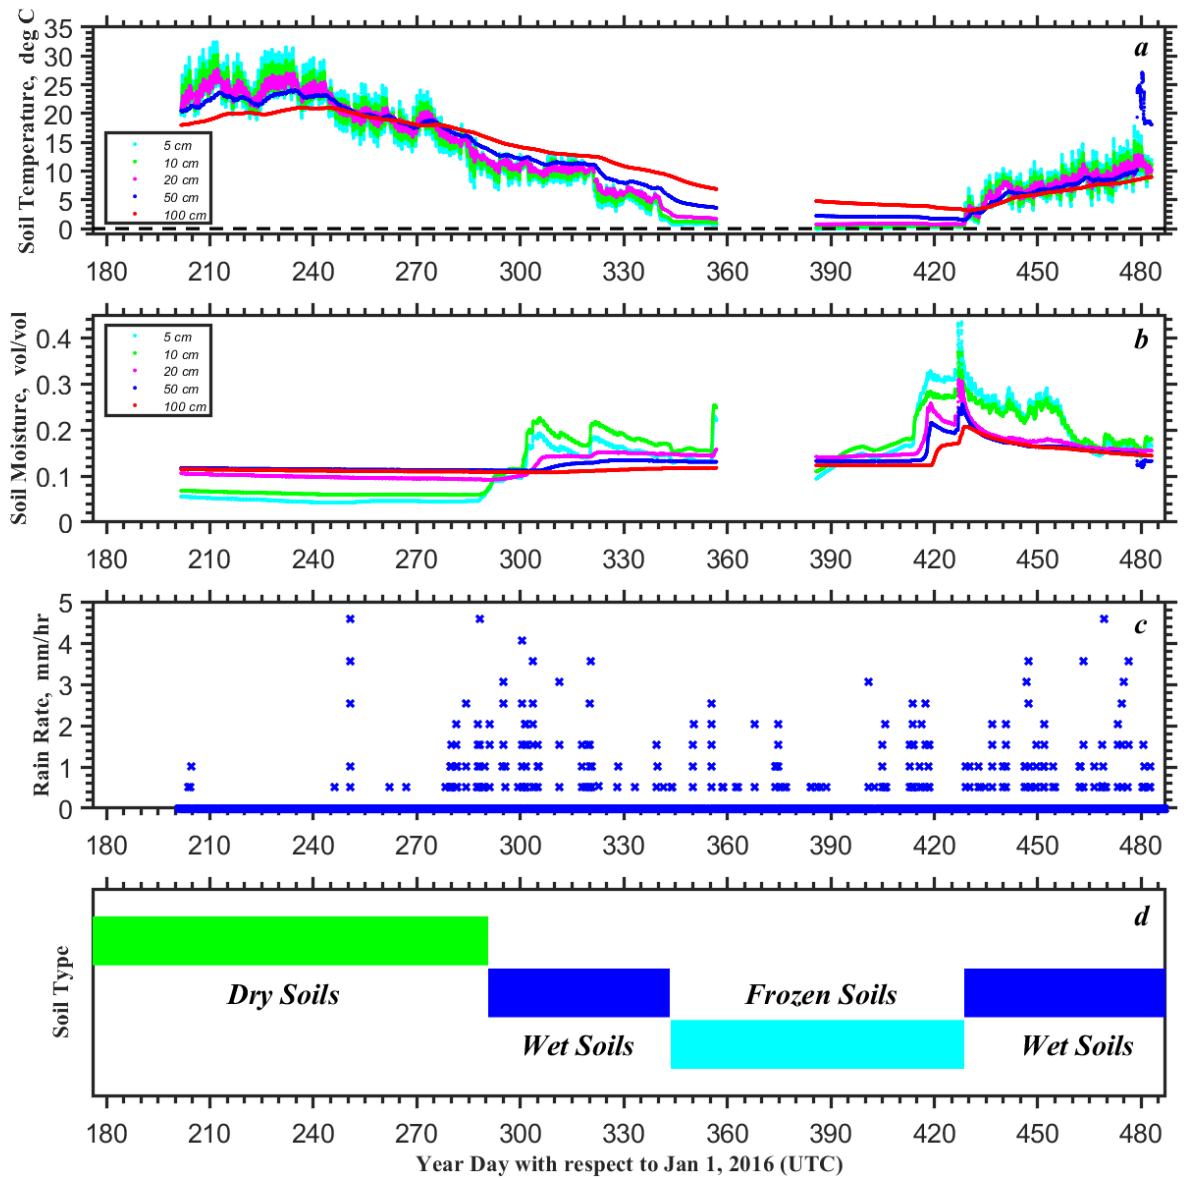 Soil Temperature, deg C
35
30
25
20
15
10
5
0
a
5 cm
10 cm
20 cm
50 cm
100 cm
180 210 240 270 300 330 360 390 420 450 480
Soil Moisture, vol/vol
0.4
0.3
0.2
0.1
0
b
5 cm
10 cm
20 cm
50 cm
100 cm
180 210 240 270 300 330 360 390 420 450 480
Rain Rate, mm/hr
5
4
3
2
1
0
c
180 210 240 270 300 330 360 390 420 450 480
Soil Type
d
Dry Soils
Frozen Soils
Wet Soils
Wet Soils
180 210 240 270 300 330 360 390 420 450 480
Year Day with respect to Jan 1, 2016 (UTC)